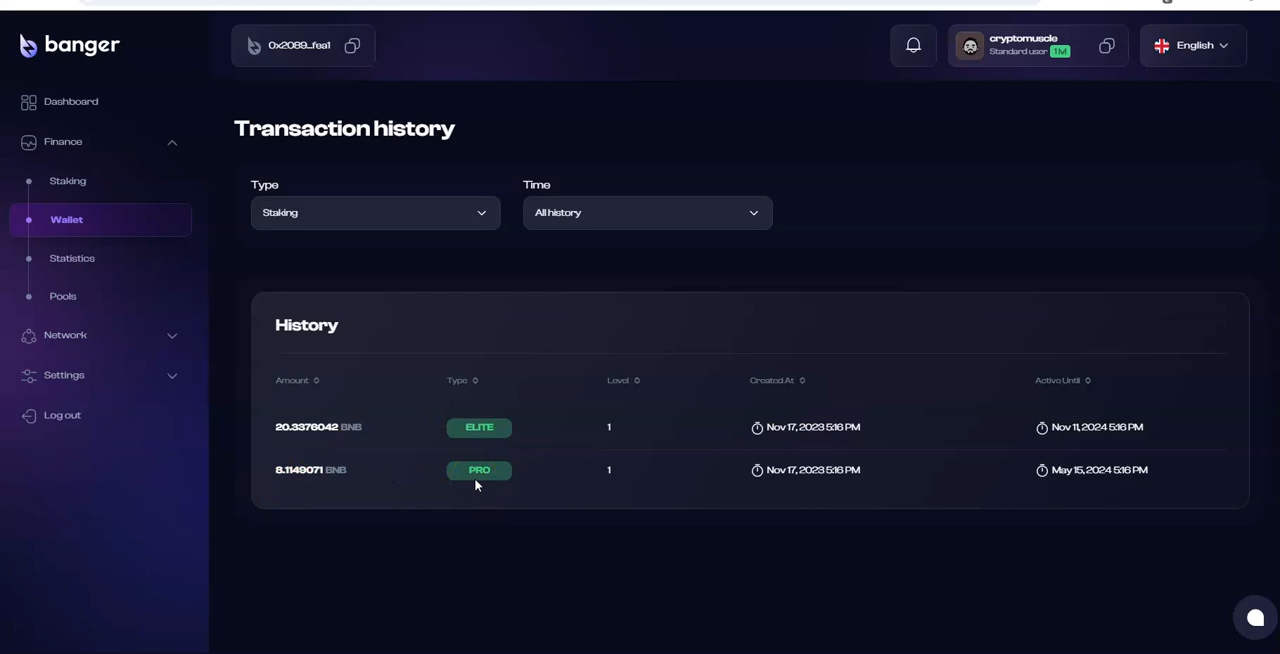 banger
0x2089...fea1
cryptomuscle
Standard user 1 lvl
English
Dashboard
Finance
Staking
Wallet
Statistics
Pools
Network
Settings
Log out
Transaction history
Type
Time
Staking
All history
History
Amount Type Level Created At Active Until
20.3376042 BNB ELITE 1 Nov 17, 2023 5:16 PM Nov 11, 2024 5:16 PM
8.1149071 BNB PRO 1 Nov 17, 2023 5:16 PM May 15, 2024 5:16 PM